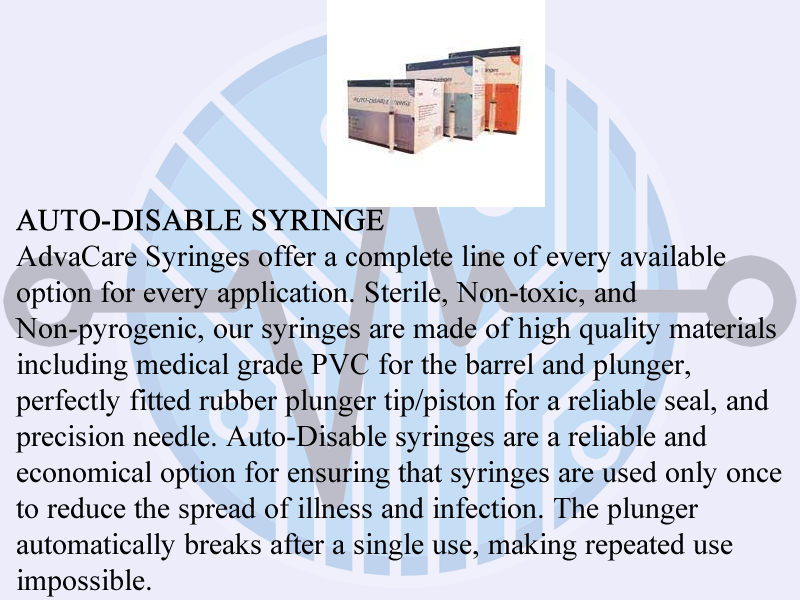 AUTO-DISABLE SYRINGE
AdvaCare Syringes offer a complete line of every available
option for every application. Sterile, Non-toxic, and
Non-pyrogenic, our syringes are made of high quality materials
including medical grade PVC for the barrel and plunger,
perfectly fitted rubber plunger tip/piston for a reliable seal, and
precision needle. Auto-Disable syringes are a reliable and
economical option for ensuring that syringes are used only once
to reduce the spread of illness and infection. The plunger
automatically breaks after a single use, making repeated use
impossible.